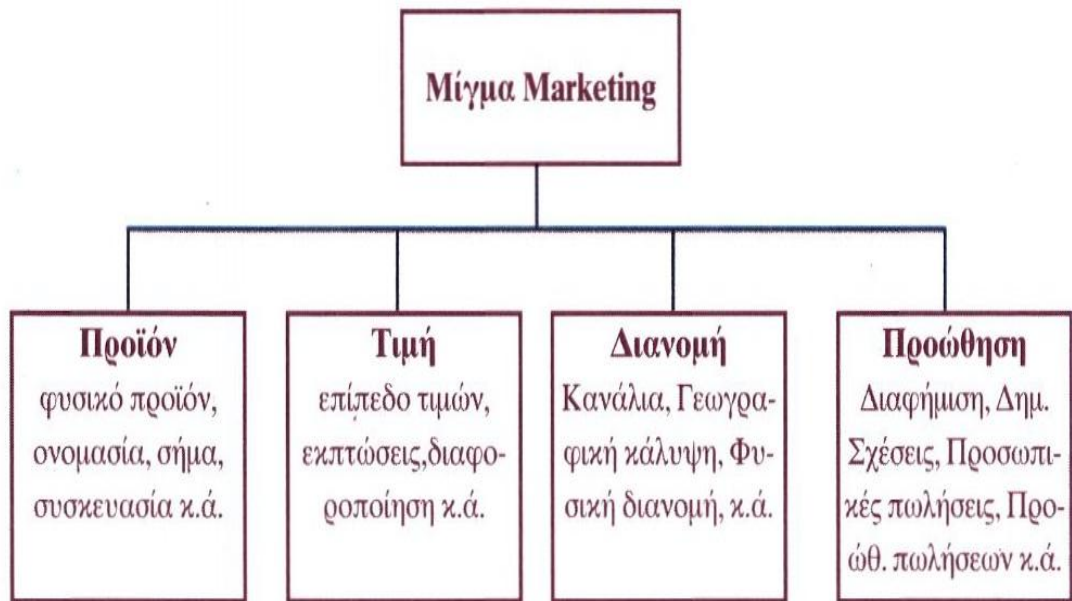 Μίγμα Marketing
Προϊόν
φυσικό προϊόν,
ονομασία, σήμα,
συσκευασία κ.ά.
Τιμή
επίπεδο τιμών,
εκπτώσεις,διαφο-
ροποίηση κ.ά.
Διανομή
Κανάλια, Γεωγρα-
φική κάλυψη, Φυ-
σική διανομή, κ.ά.
Προώθηση
Διαφήμιση, Δημ.
Σχέσεις, Προσωπι-
κές πωλήσεις, Προ-
ώθ. πωλήσεων κ.ά.